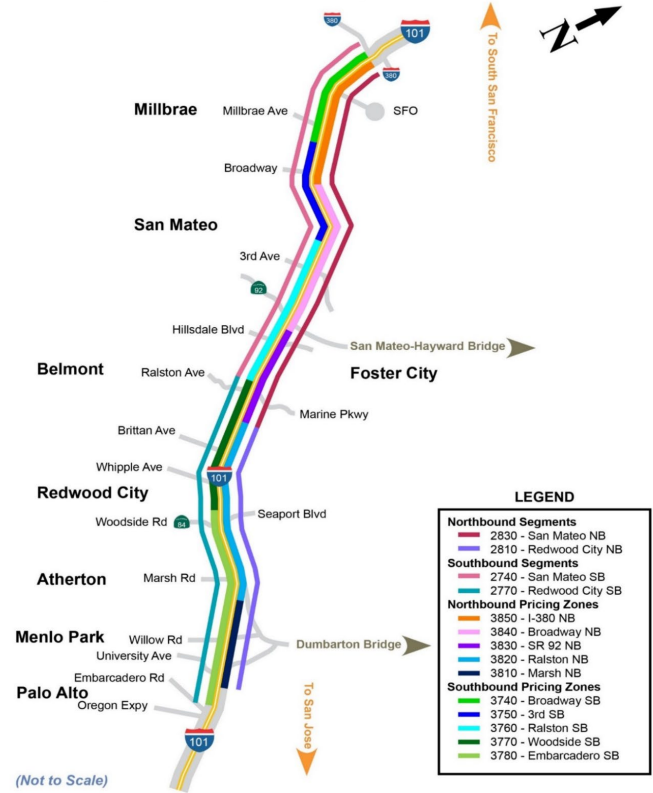 380
101
N
To South San Francisco
380
Millbrae
Millbrae Ave
SFO
Broadway
San Mateo
3rd Ave
92
Hillsdale Blvd
San Mateo-Hayward Bridge
Belmont
Ralston Ave
Foster City
Marine Pkwy
Brittan Ave
Whipple Ave
101
Redwood City
Woodside Rd
84
Seaport Blvd
Atherton
Marsh Rd
Menlo Park
Willow Rd
Dumbarton Bridge
University Ave
Embarcadero Rd
Palo Alto
Oregon Expy
To San Jose
101
(Not to Scale)
LEGEND
Northbound Segments
2830 - San Mateo NB
2810 - Redwood City NB
Southbound Segments
2740 - San Mateo SB
2770 - Redwood City SB
Northbound Pricing Zones
3850 - I-380 NB
3840 - Broadway NB
3830 - SR 92 NB
3820 - Ralston NB
3810 - Marsh NB
Southbound Pricing Zones
3740 - Broadway SB
3750 - 3rd SB
3760 - Ralston SB
3770 - Woodside SB
3780 - Embarcadero SB